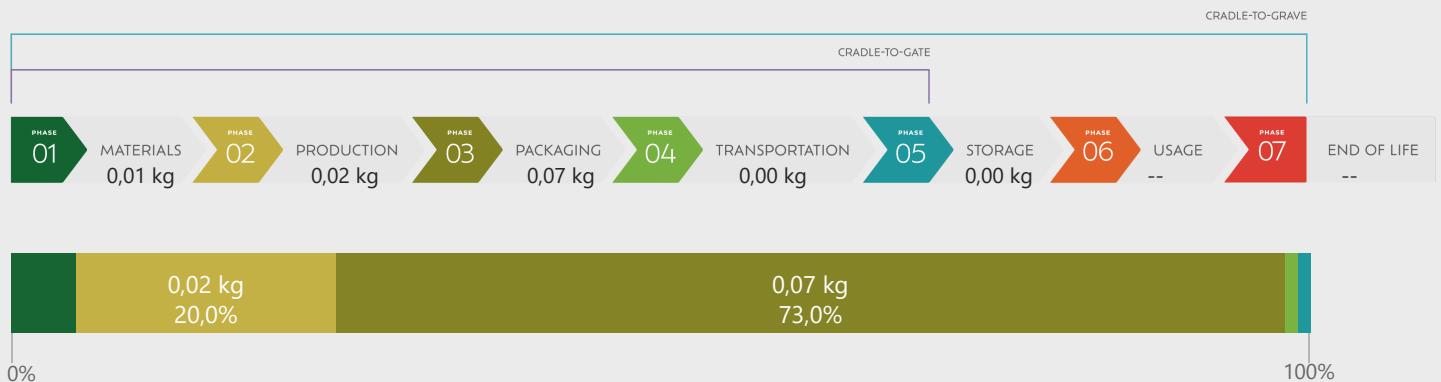 CRADLE-TO-GRAVE
CRADLE-TO-GATE
PHASE
01
MATERIALS
0,01 kg
PHASE
02
PRODUCTION
0,02 kg
PHASE
03
PACKAGING
0,07 kg
PHASE
04
TRANSPORTATION
0,00 kg
PHASE
05
STORAGE
0,00 kg
PHASE
06
USAGE
--
PHASE
07
END OF LIFE
--
0,02 kg
20,0%
0,07 kg
73,0%
0%
100%